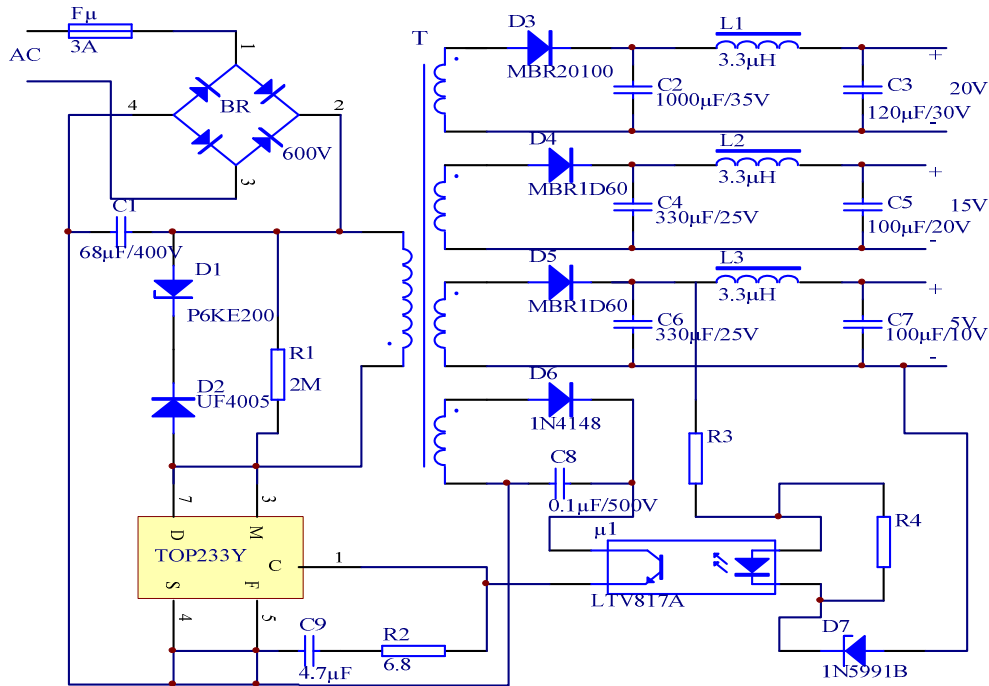 Fμ
3A
AC
1
BR
4
2
600V
3
C1
68μF/400V
D1
P6KE200
R1
2M
D2
UF4005
7
3
D
M
TOP233Y
C
1
S
F
4
5
C9
4.7μF
R2
6.8
T
D3
MBR20100
L1
3.3μH
C2
1000μF/35V
C3
120μF/30V
+
20V
-
D4
MBR1D60
L2
3.3μH
C4
330μF/25V
C5
100μF/20V
+
15V
-
D5
MBR1D60
L3
3.3μH
C6
330μF/25V
C7
100μF/10V
+
5V
-
D6
1N4148
C8
0.1μF/500V
R3
μ1
LTV817A
R4
D7
1N5991B